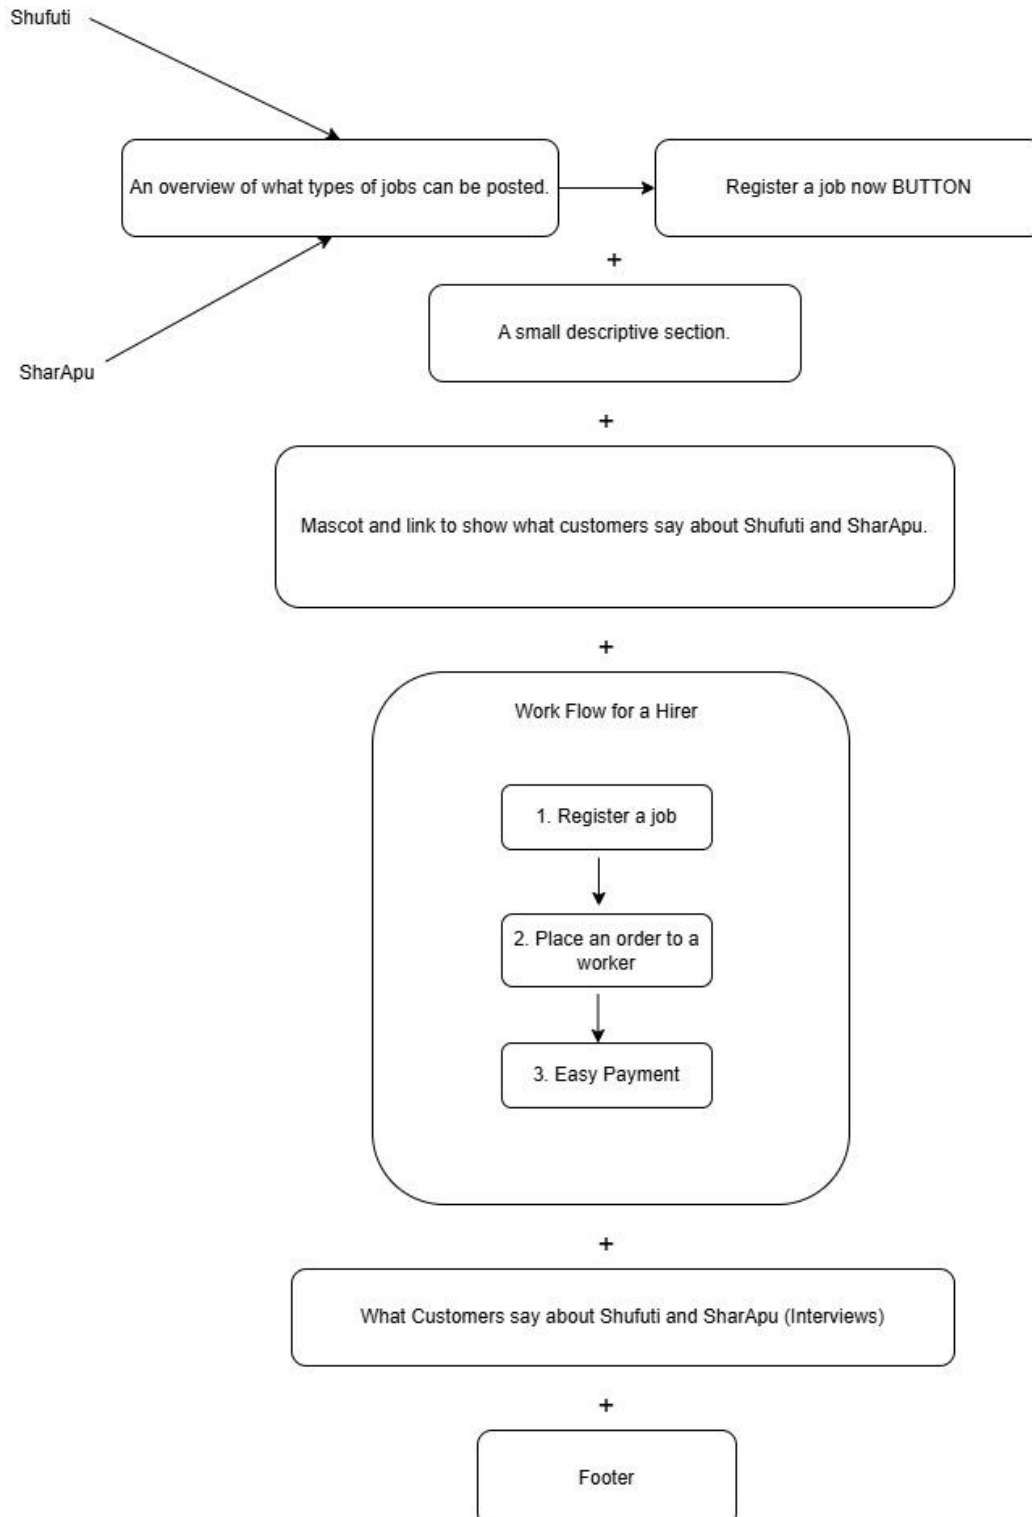 Shufuti
An overview of what types of jobs can be posted.
Register a job now BUTTON
+
A small descriptive section.
SharApu
+
Mascot and link to show what customers say about Shufuti and SharApu.
+
Work Flow for a Hirer
1. Register a job
2. Place an order to a
worker
3. Easy Payment
+
What Customers say about Shufuti and SharApu (Interviews)
+
Footer